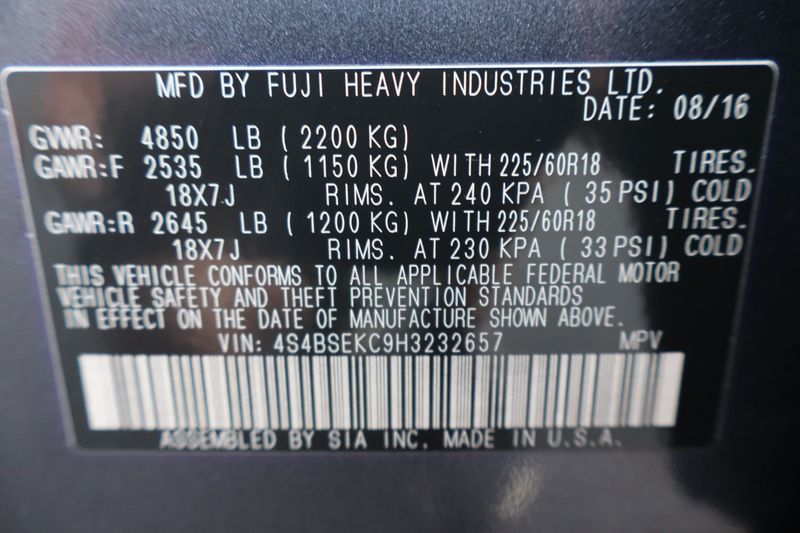 MFD BY FUJI HEAVY INDUSTRIES LTD.
DATE: 08/16
GVWR: 4850 LB ( 2200 KG)
GAWR:F 2535 LB ( 1150 KG) WITH 225/60R18 TIRES.
18X7J RIMS. AT 240 KPA ( 35 PSI) COLD
GAWR:R 2645 LB ( 1200 KG) WITH 225/60R18 TIRES.
18X7J RIMS. AT 230 KPA ( 33 PSI) COLD
THIS VEHICLE CONFORMS TO ALL APPLICABLE FEDERAL MOTOR
VEHICLE SAFETY AND THEFT PREVENTION STANDARDS
IN EFFECT ON THE DATE OF MANUFACTURE SHOWN ABOVE.
VIN: 4S4BSEKC9H3232657 MPV
ASSEMBLED BY SIA INC. MADE IN U.S.A.